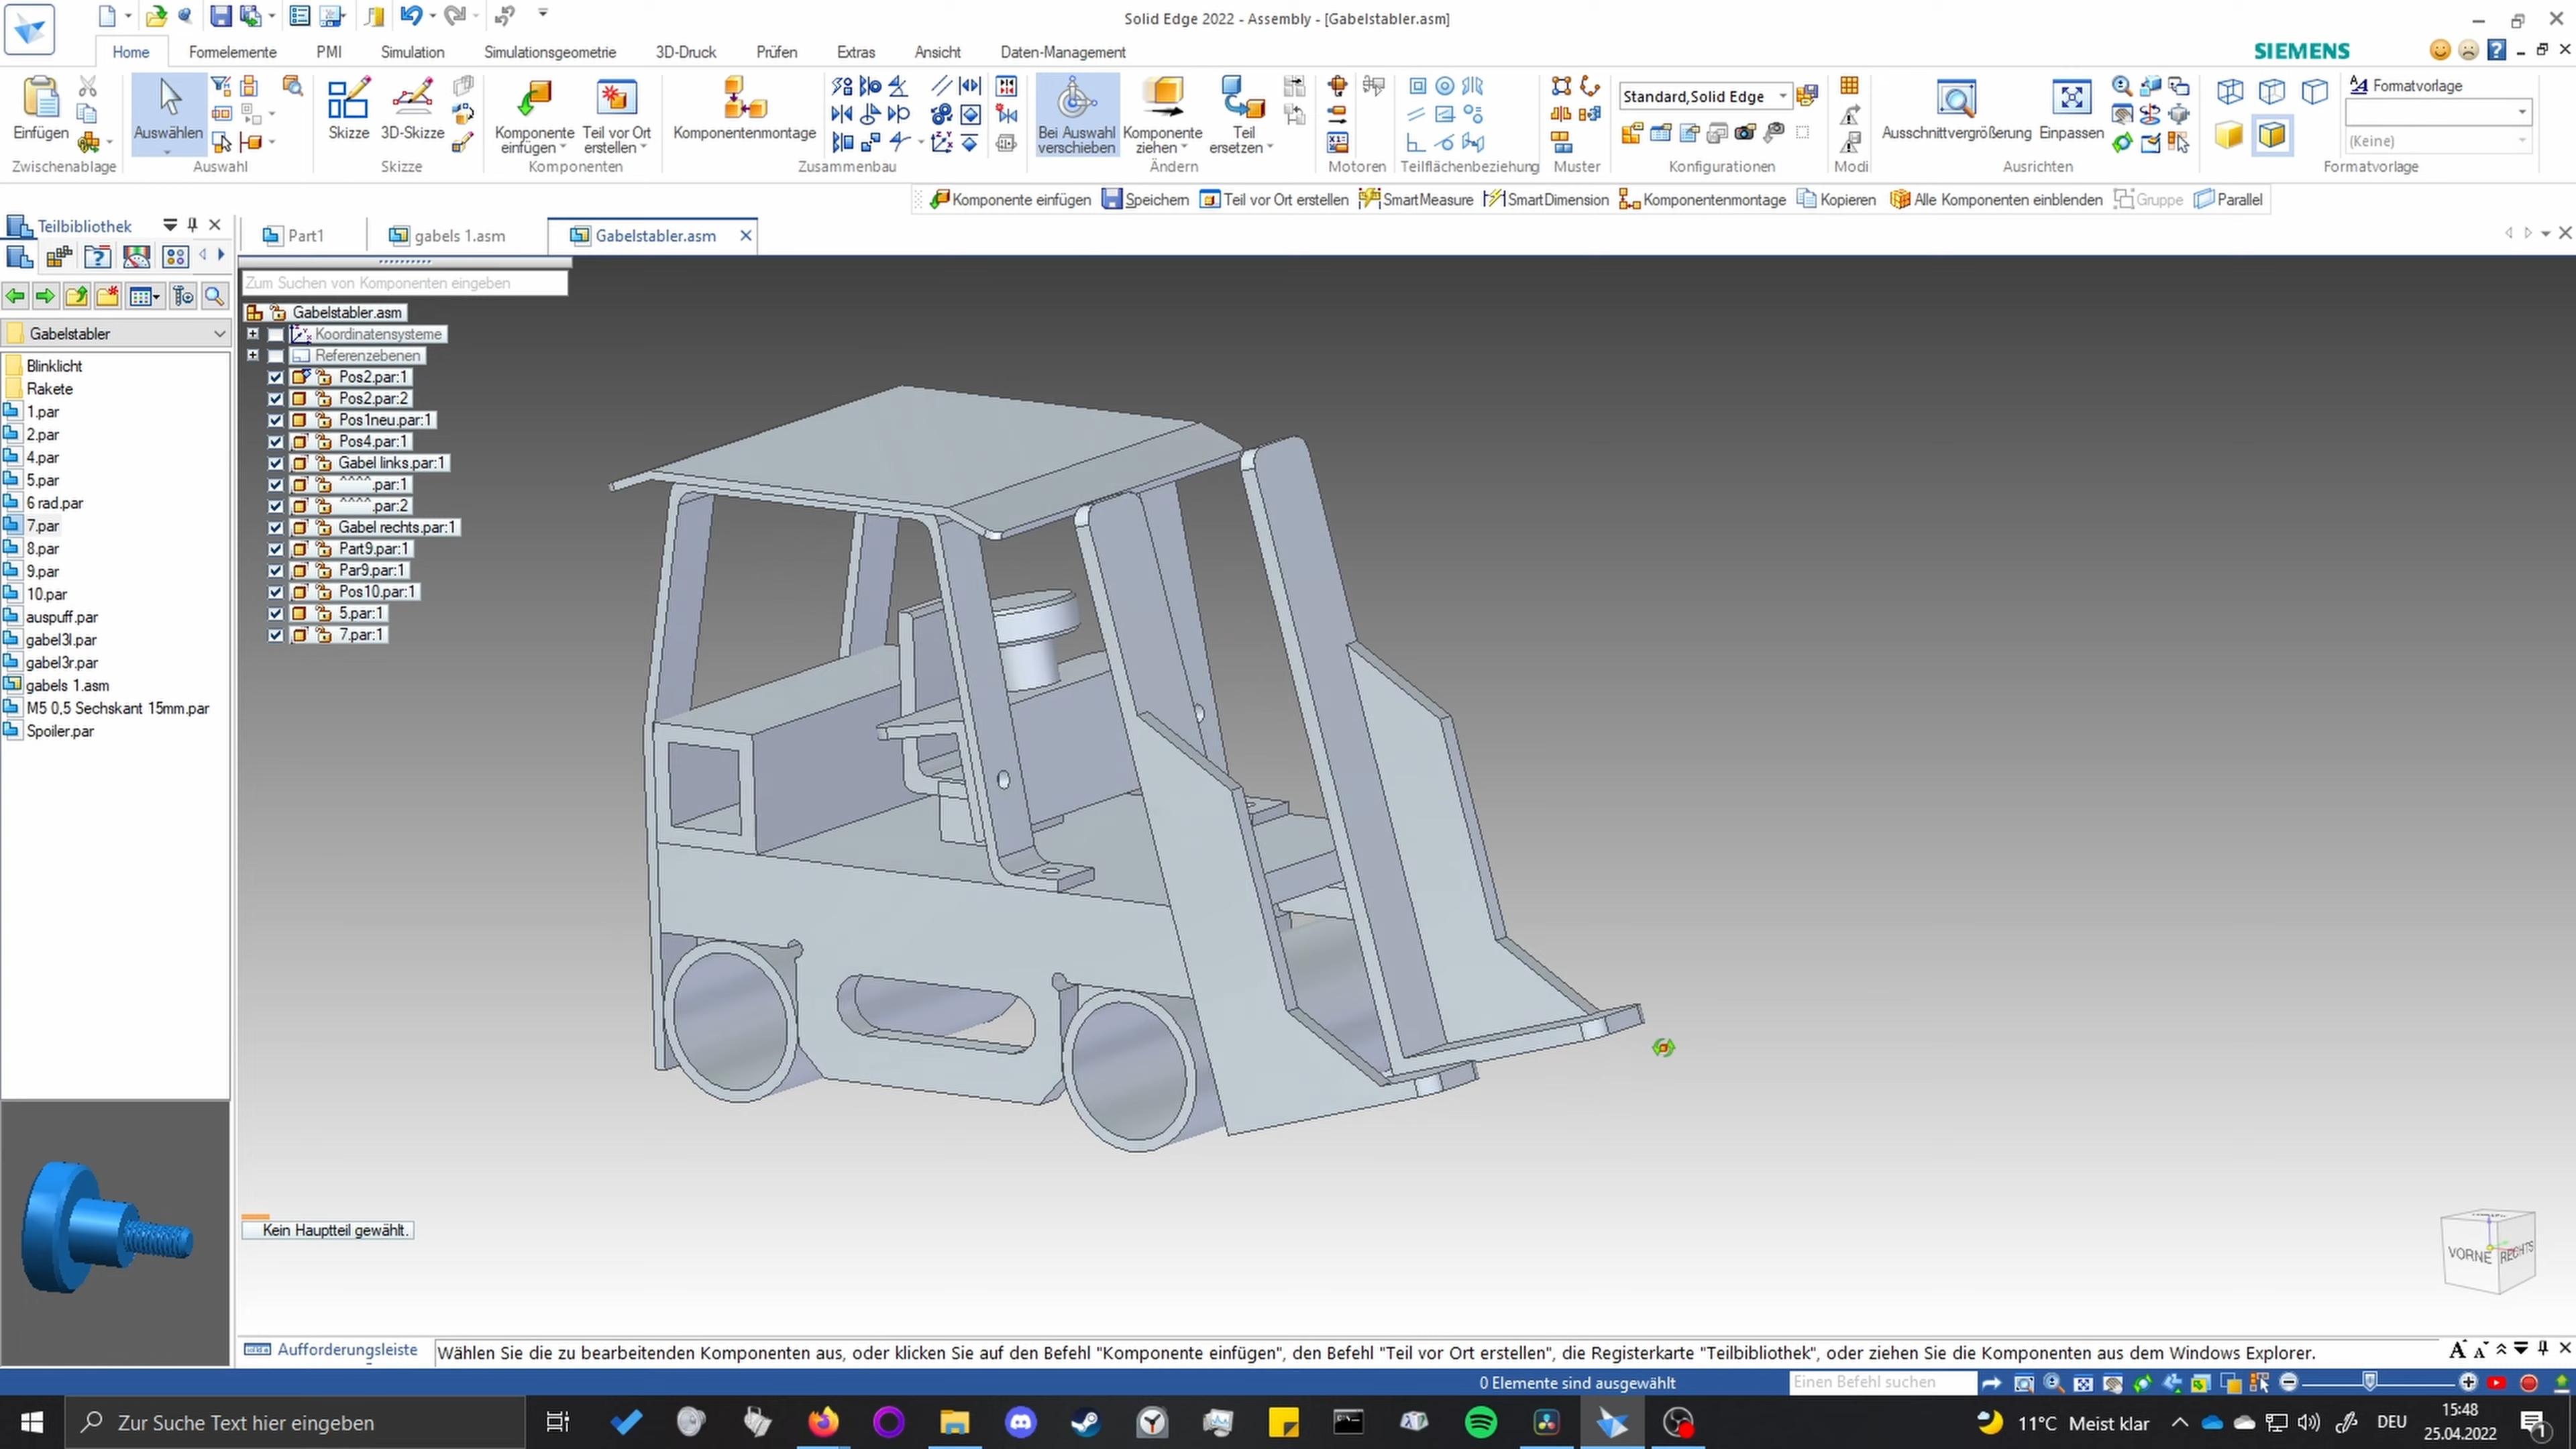 Solid Edge 2022 - Assembly - [Gabelstabler.asm]
Home Formelemente PMI Simulation Simulationsgeometrie 3D-Druck Prüfen Extras Ansicht Daten-Management
SIEMENS
Einfügen
Zwischenablage
Auswählen
Auswahl
Skizze
3D-Skizze
Skizze
Komponente einfügen
Teil vor Ort erstellen
Komponenten
Komponentenmontage
Zusammenbau
Bei Auswahl verschieben
Komponente ziehen
Teil ersetzen
Ändern
Motoren
Teilflächenbeziehung
Muster
Standard,Solid Edge
Konfigurationen
Modi
Ausschnittvergrößerung
Einpassen
Ausrichten
Formatvorlage
(Keine)
Formatvorlage
Komponente einfügen Speichern Teil vor Ort erstellen SmartMeasure SmartDimension Komponentenmontage Kopieren Alle Komponenten einblenden Gruppe Parallel
Teilbibliothek
Part1
gabels 1.asm
Gabelstabler.asm
Gabelstabler
Blinklicht
Rakete
1.par
2.par
4.par
5.par
6 rad.par
7.par
8.par
9.par
10.par
auspuff.par
gabel3l.par
gabel3r.par
gabels 1.asm
M5 0,5 Sechskant 15mm.par
Spoiler.par
Zum Suchen von Komponenten eingeben
Gabelstabler.asm
Koordinatensysteme
Referenzebenen
Pos2.par:1
Pos2.par:2
Pos1neu.par:1
Pos4.par:1
Gabel links.par:1
^^^^.par:1
^^^^.par:2
Gabel rechts.par:1
Part9.par:1
Par9.par:1
Pos10.par:1
5.par:1
7.par:1
Kein Hauptteil gewählt.
VORNE
RECHTS
Aufforderungsleiste
Wählen Sie die zu bearbeitenden Komponenten aus, oder klicken Sie auf den Befehl "Komponente einfügen", den Befehl "Teil vor Ort erstellen", die Registerkarte "Teilbibliothek", oder ziehen Sie die Komponenten aus dem Windows Explorer.
0 Elemente sind ausgewählt
Einen Befehl suchen
Zur Suche Text hier eingeben
11°C Meist klar
DEU
15:48
25.04.2022
1